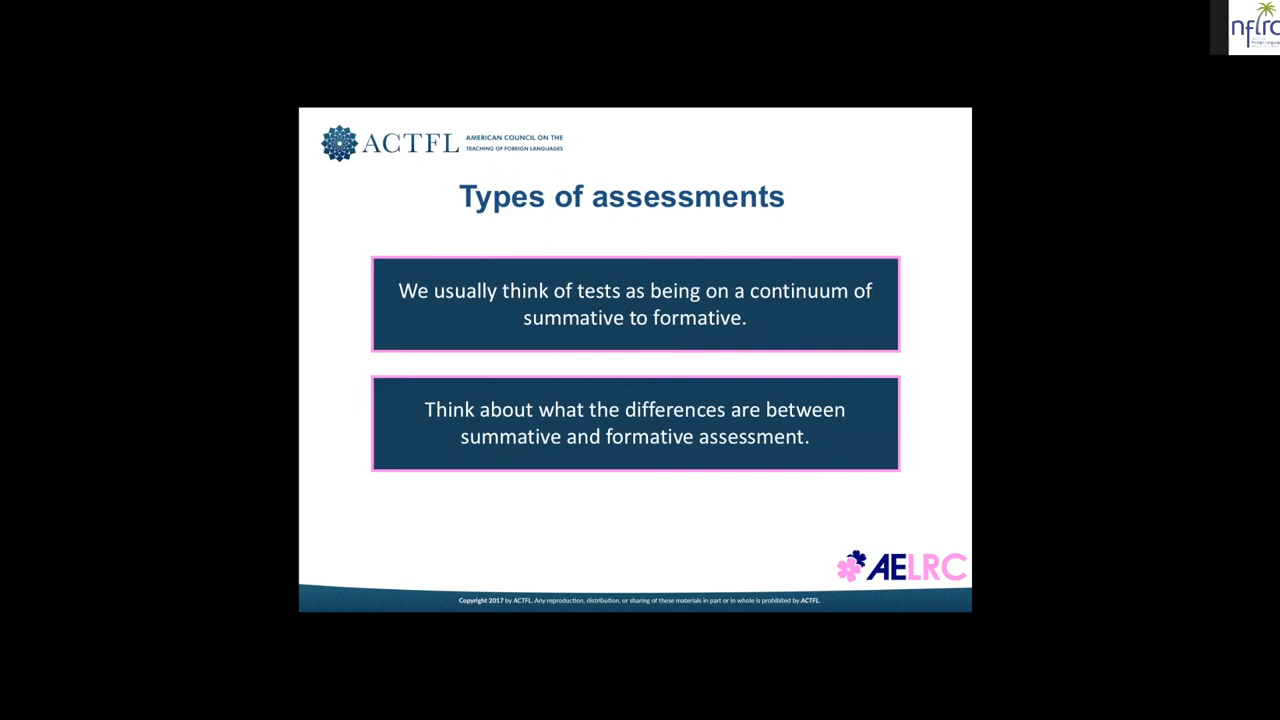 nflrc
ACTFL
AMERICAN COUNCIL ON THE
TEACHING OF FOREIGN LANGUAGES
Types of assessments
We usually think of tests as being on a continuum of
summative to formative.
Think about what the differences are between
summative and formative assessment.
AELRC
Copyright 2017 by ACTFL. Any reproduction, distribution, or sharing of these materials in part or in whole is prohibited by ACTFL.